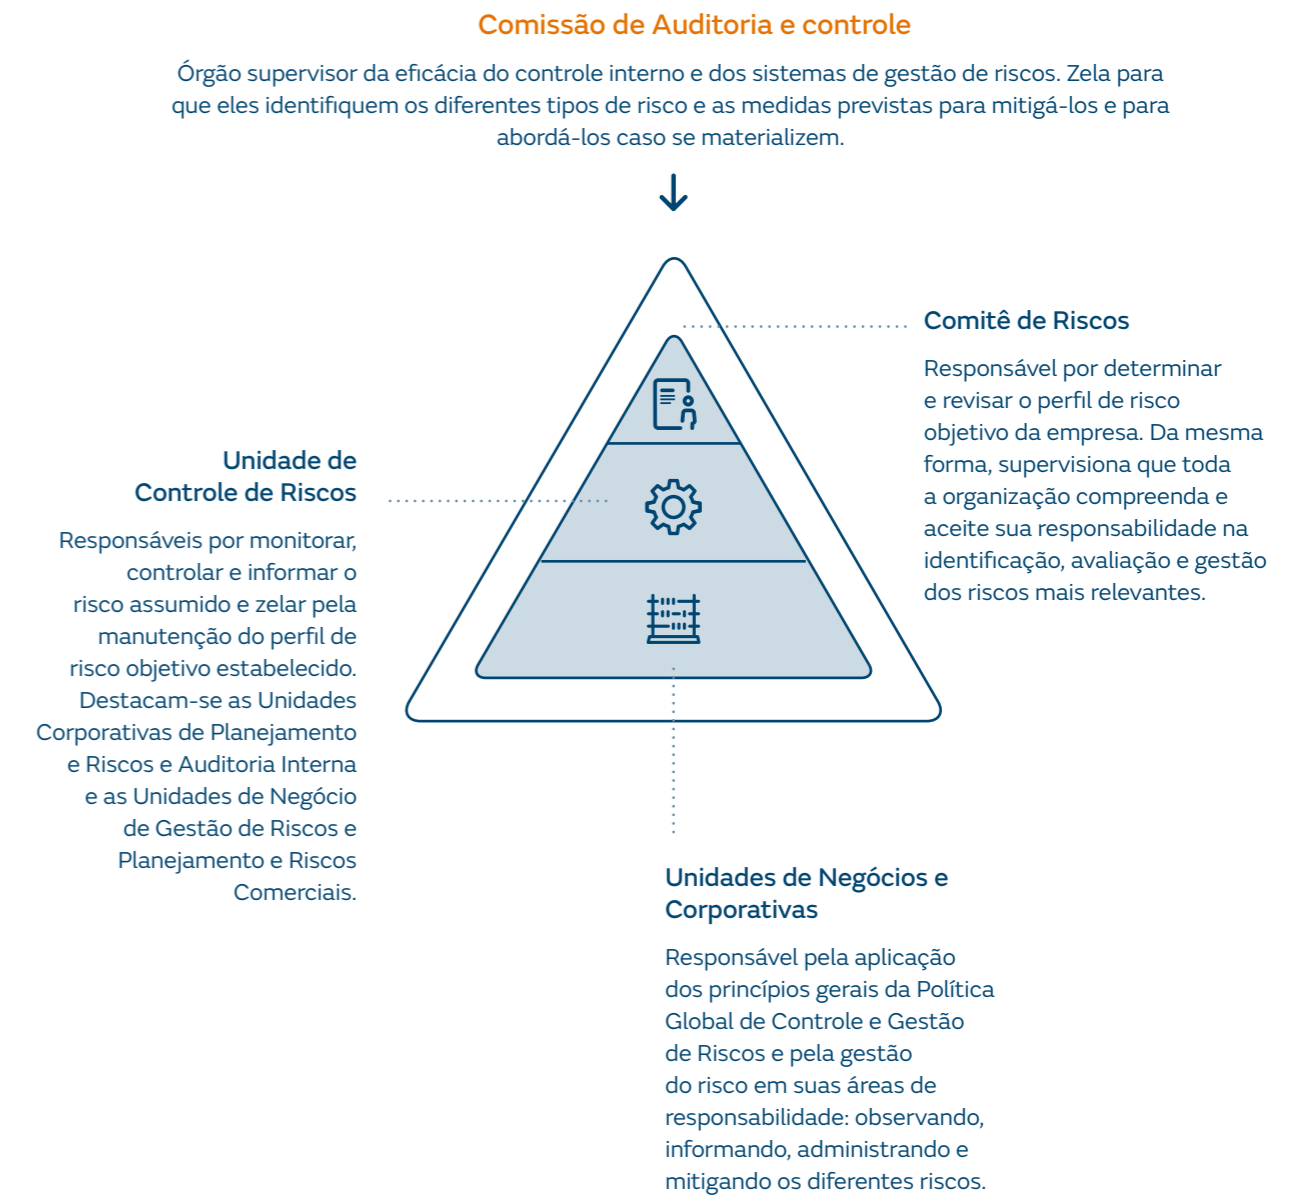 Comissão de Auditoria e controle
Órgão supervisor da eficácia do controle interno e dos sistemas de gestão de riscos. Zela para
que eles identifiquem os diferentes tipos de risco e as medidas previstas para mitigá-los e para
abordá-los caso se materializem.
Comitê de Riscos
Responsável por determinar
e revisar o perfil de risco
objetivo da empresa. Da mesma
forma, supervisiona que toda
a organização compreenda e
aceite sua responsabilidade na
identificação, avaliação e gestão
dos riscos mais relevantes.
Unidade de
Controle de Riscos
Responsáveis por monitorar,
controlar e informar o
risco assumido e zelar pela
manutenção do perfil de
risco objetivo estabelecido.
Destacam-se as Unidades
Corporativas de Planejamento
e Riscos e Auditoria Interna
e as Unidades de Negócio
de Gestão de Riscos e
Planejamento e Riscos
Comerciais.
Unidades de Negócios e
Corporativas
Responsável pela aplicação
dos princípios gerais da Política
Global de Controle e Gestão
de Riscos e pela gestão
do risco em suas áreas de
responsabilidade: observando,
informando, administrando e
mitigando os diferentes riscos.